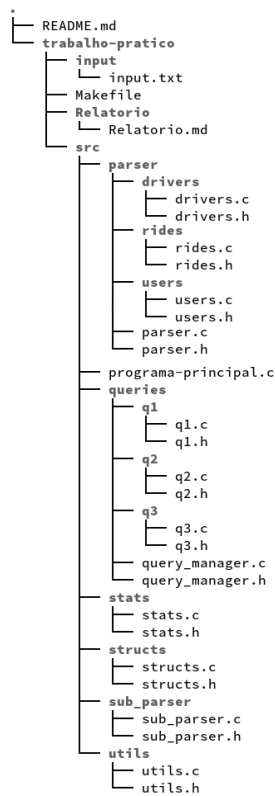 .
README.md
trabalho-pratico
input
input.txt
Makefile
Relatorio
Relatorio.md
src
parser
drivers
drivers.c
drivers.h
rides
rides.c
rides.h
users
users.c
users.h
parser.c
parser.h
programa-principal.c
queries
q1
q1.c
q1.h
q2
q2.c
q2.h
q3
q3.c
q3.h
query_manager.c
query_manager.h
stats
stats.c
stats.h
structs
structs.c
structs.h
sub_parser
sub_parser.c
sub_parser.h
utils
utils.c
utils.h